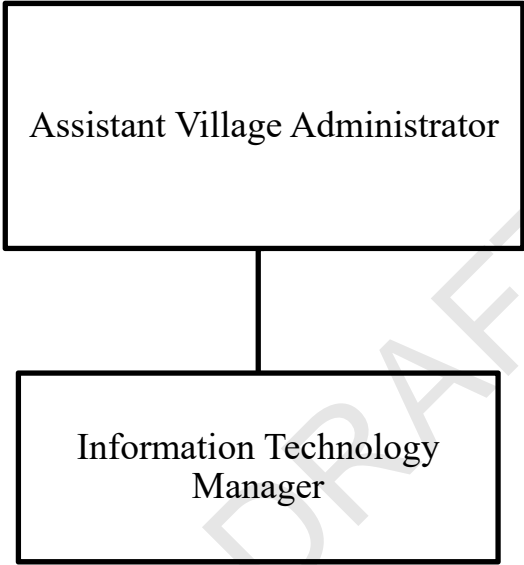 Assistant Village Administrator
Information Technology
Manager
DRAFT